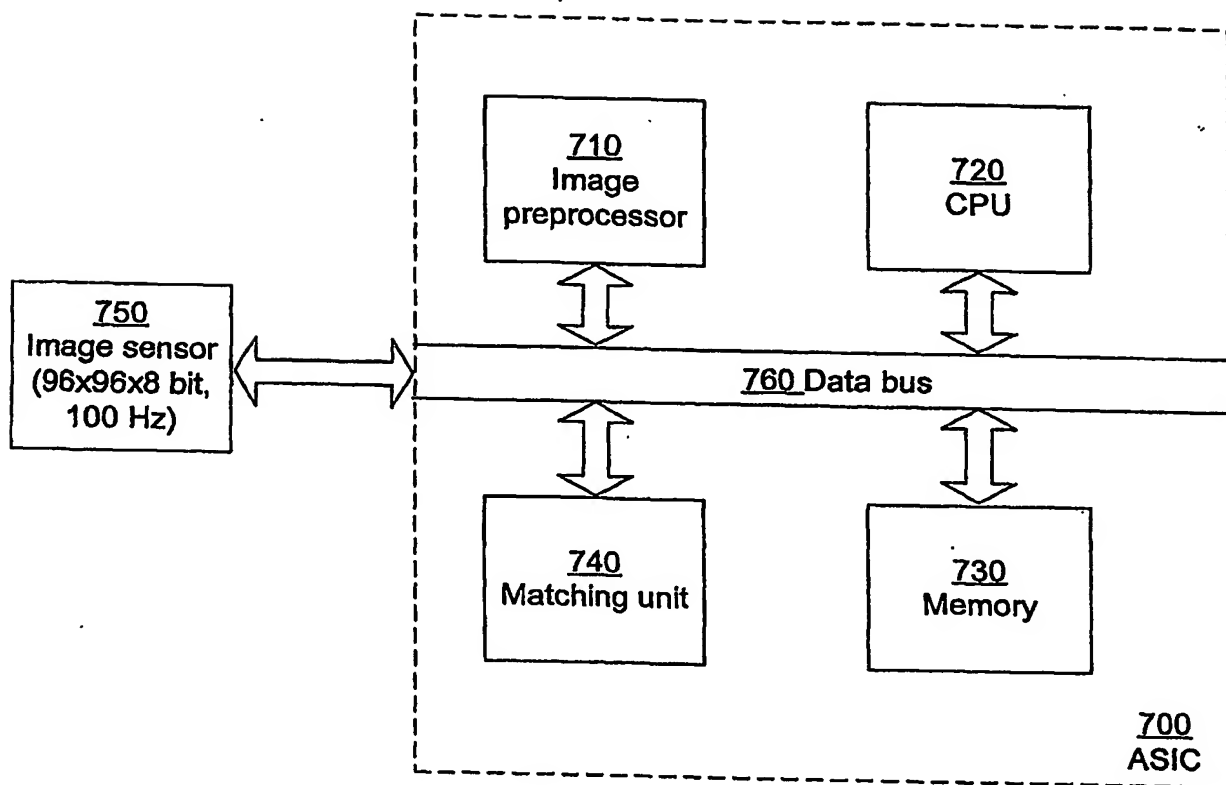 710
Image
preprocessor
720
CPU
750
Image sensor
(96x96x8 bit,
100 Hz)
760 Data bus
740
Matching unit
730
Memory
700
ASIC